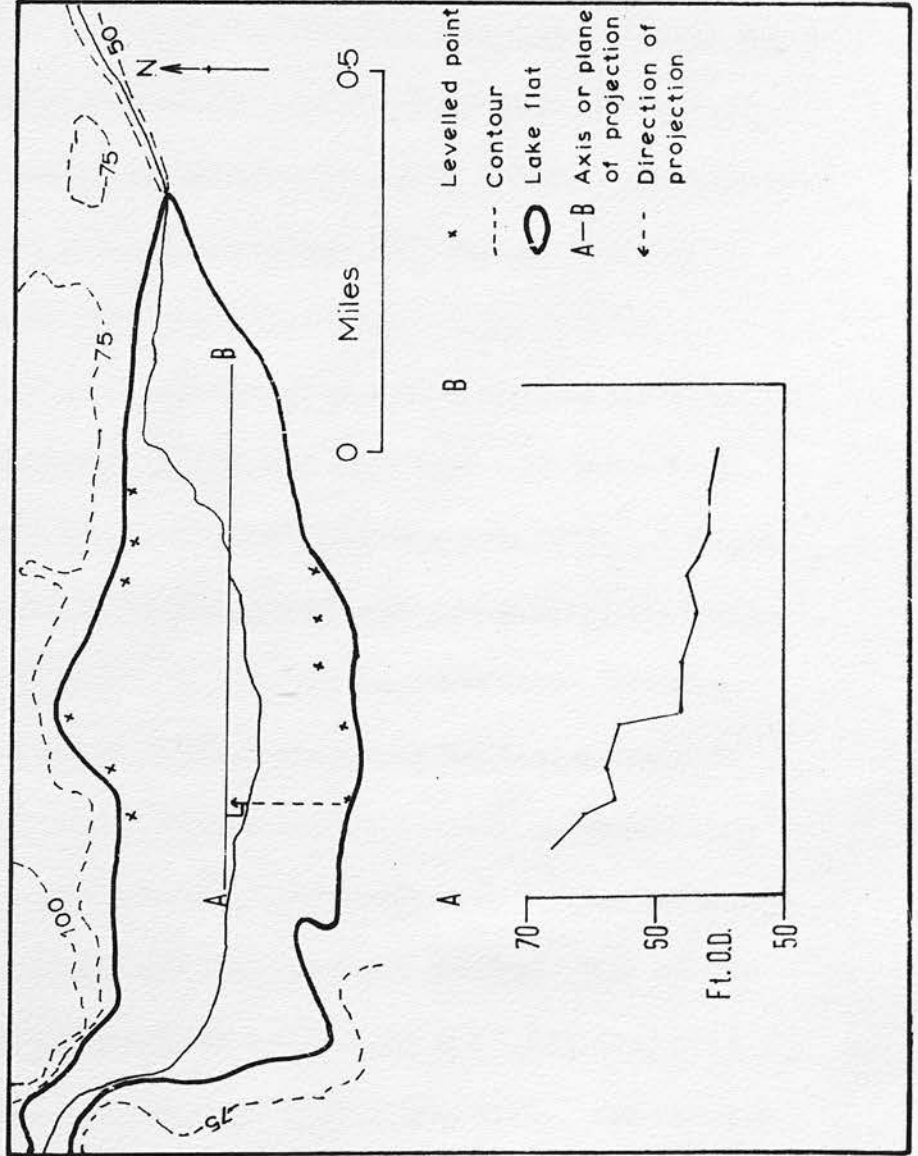 100
75
75
50
75
N
A
B
Miles
0
0·5
× Levelled point
Contour
Lake flat
A—B Axis or plane
of projection
Direction of
projection
A
B
70
50
50
Ft. O.D.